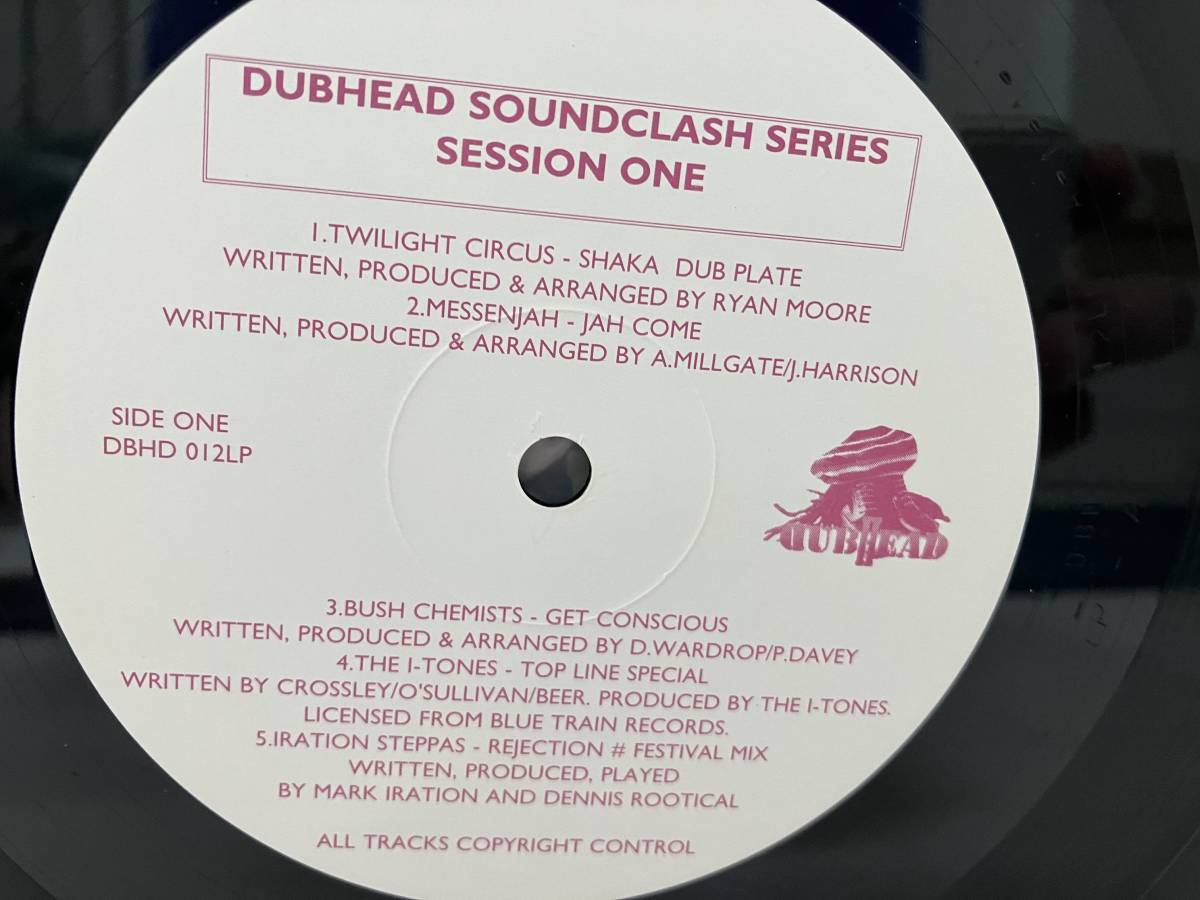 DUBHEAD SOUNDCLASH SERIES
SESSION ONE
1.TWILIGHT CIRCUS - SHAKA DUB PLATE
WRITTEN, PRODUCED & ARRANGED BY RYAN MOORE
2.MESSENJAH - JAH COME
WRITTEN, PRODUCED & ARRANGED BY A.MILLGATE/J.HARRISON
SIDE ONE
DBHD 012LP
DUBHEAD
3.BUSH CHEMISTS - GET CONSCIOUS
WRITTEN, PRODUCED & ARRANGED BY D.WARDROP/P.DAVEY
4.THE I-TONES - TOP LINE SPECIAL
WRITTEN BY CROSSLEY/O'SULLIVAN/BEER. PRODUCED BY THE I-TONES.
LICENSED FROM BLUE TRAIN RECORDS.
5.IRATION STEPPAS - REJECTION # FESTIVAL MIX
WRITTEN, PRODUCED, PLAYED
BY MARK IRATION AND DENNIS ROOTICAL
ALL TRACKS COPYRIGHT CONTROL